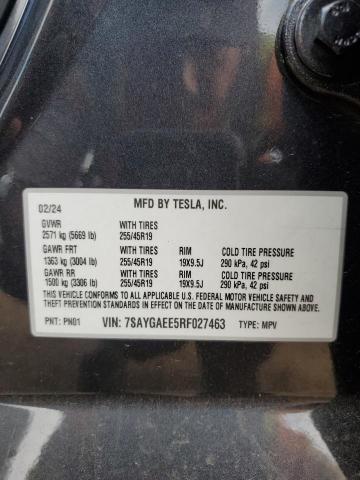 MFD BY TESLA, INC.
02/24
GVWR WITH TIRES
2571 kg (5669 lb) 255/45R19
GAWR FRT WITH TIRES RIM COLD TIRE PRESSURE
1363 kg (3004 lb) 255/45R19 19X9.5J 290 kPa, 42 psi
GAWR RR WITH TIRES RIM COLD TIRE PRESSURE
1500 kg (3306 lb) 255/45R19 19X9.5J 290 kPa, 42 psi
THIS VEHICLE CONFORMS TO ALL APPLICABLE U.S. FEDERAL MOTOR VEHICLE SAFETY AND
THEFT PREVENTION STANDARDS IN EFFECT ON THE DATE OF MANUFACTURE SHOWN ABOVE.
PNT: PN01 VIN: 7SAYGAEE5RF027463 TYPE: MPV